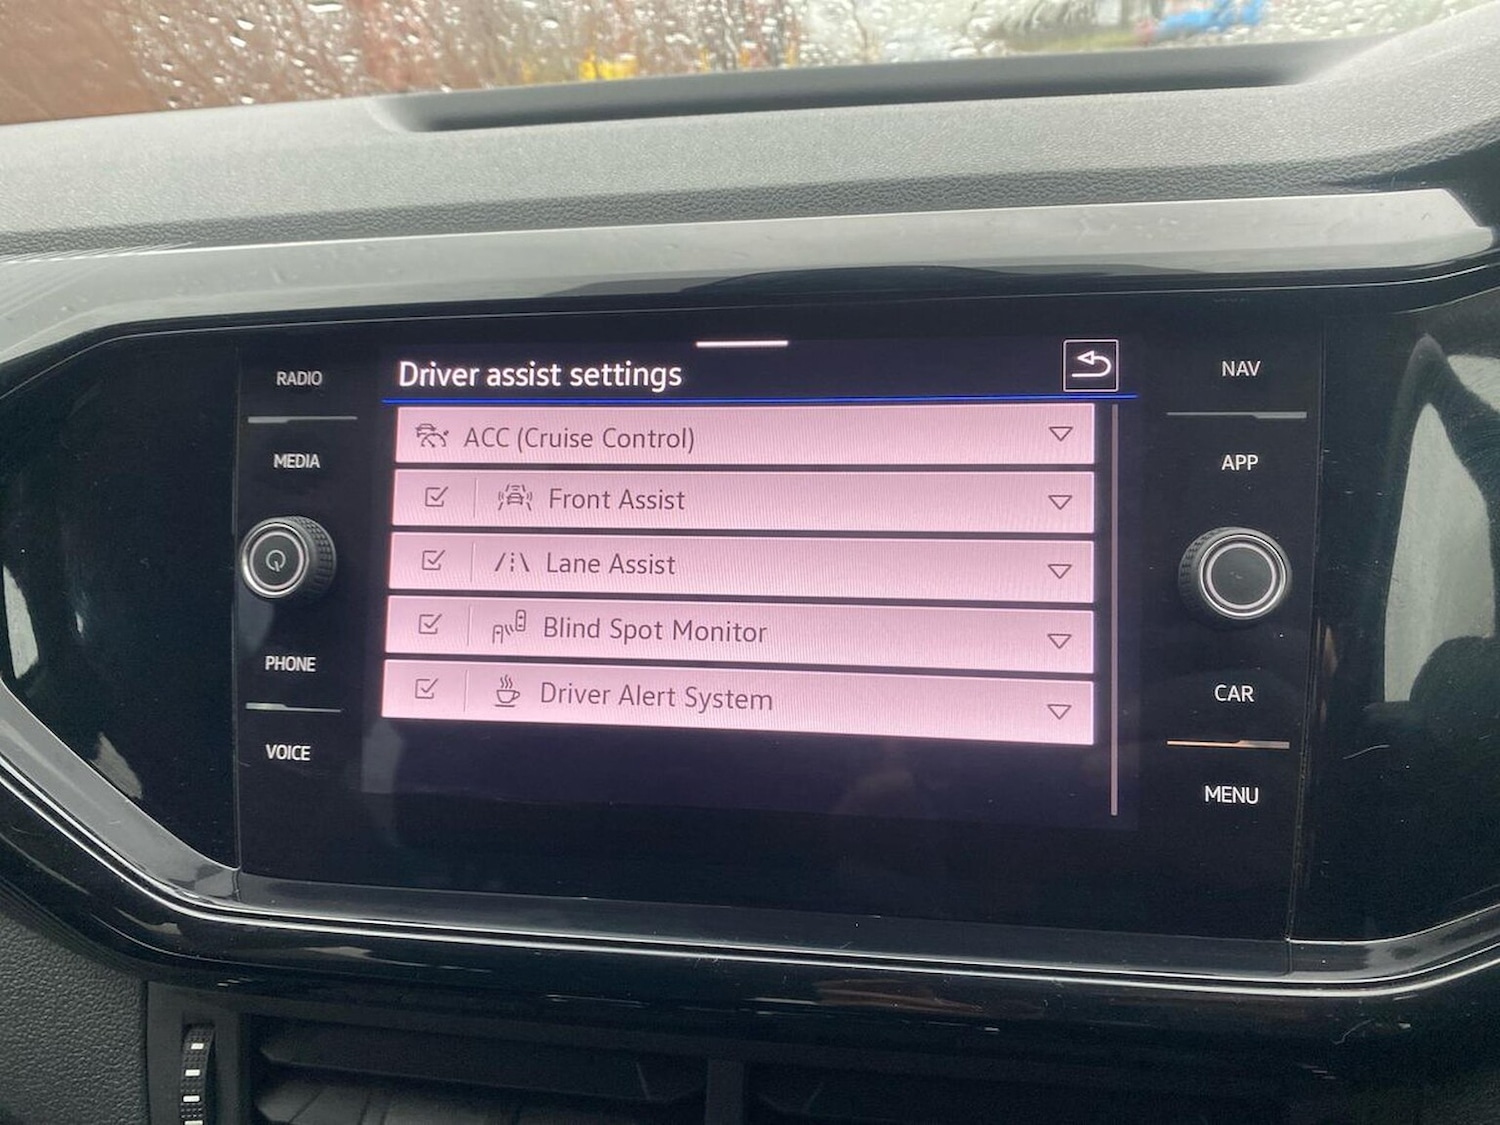 Driver assist settings
ACC (Cruise Control)
Front Assist
Lane Assist
Blind Spot Monitor
Driver Alert System
RADIO
MEDIA
PHONE
VOICE
NAV
APP
CAR
MENU